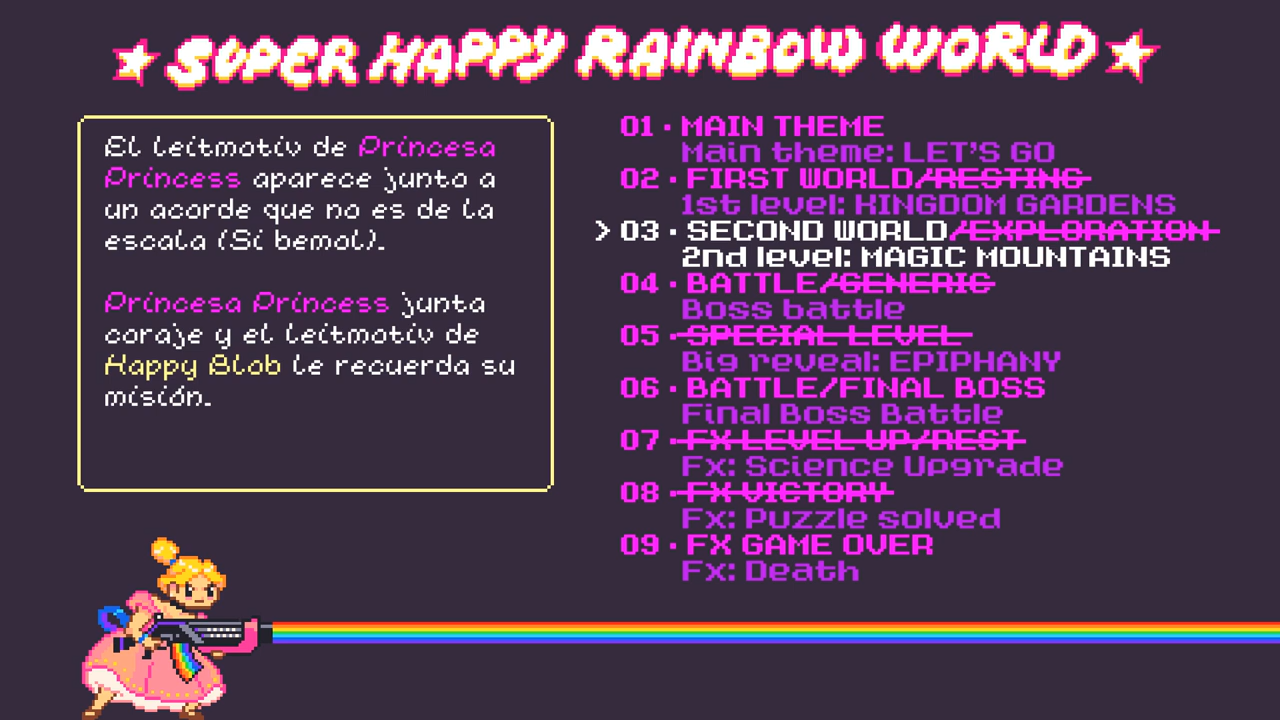 ★ SUPER HAPPY RAINBOW WORLD ★
El leitmotiv de Princesa
Princess aparece junto a
un acorde que no es de la
escala (Si bemol).
Princesa Princess junta
coraje y el leitmotiv de
Happy Blob le recuerda su
misión.
01 · MAIN THEME
Main theme: LET'S GO
02 · FIRST WORLD/RESTING
1st level: KINGDOM GARDENS
> 03 · SECOND WORLD/EXPLORATION
2nd level: MAGIC MOUNTAINS
04 · BATTLE/GENERIC
Boss battle
05 · SPECIAL LEVEL
Big reveal: EPIPHANY
06 · BATTLE/FINAL BOSS
Final Boss Battle
07 · FX LEVEL UP/REST
Fx: Science Upgrade
08 · FX VICTORY
Fx: Puzzle solved
09 · FX GAME OVER
Fx: Death